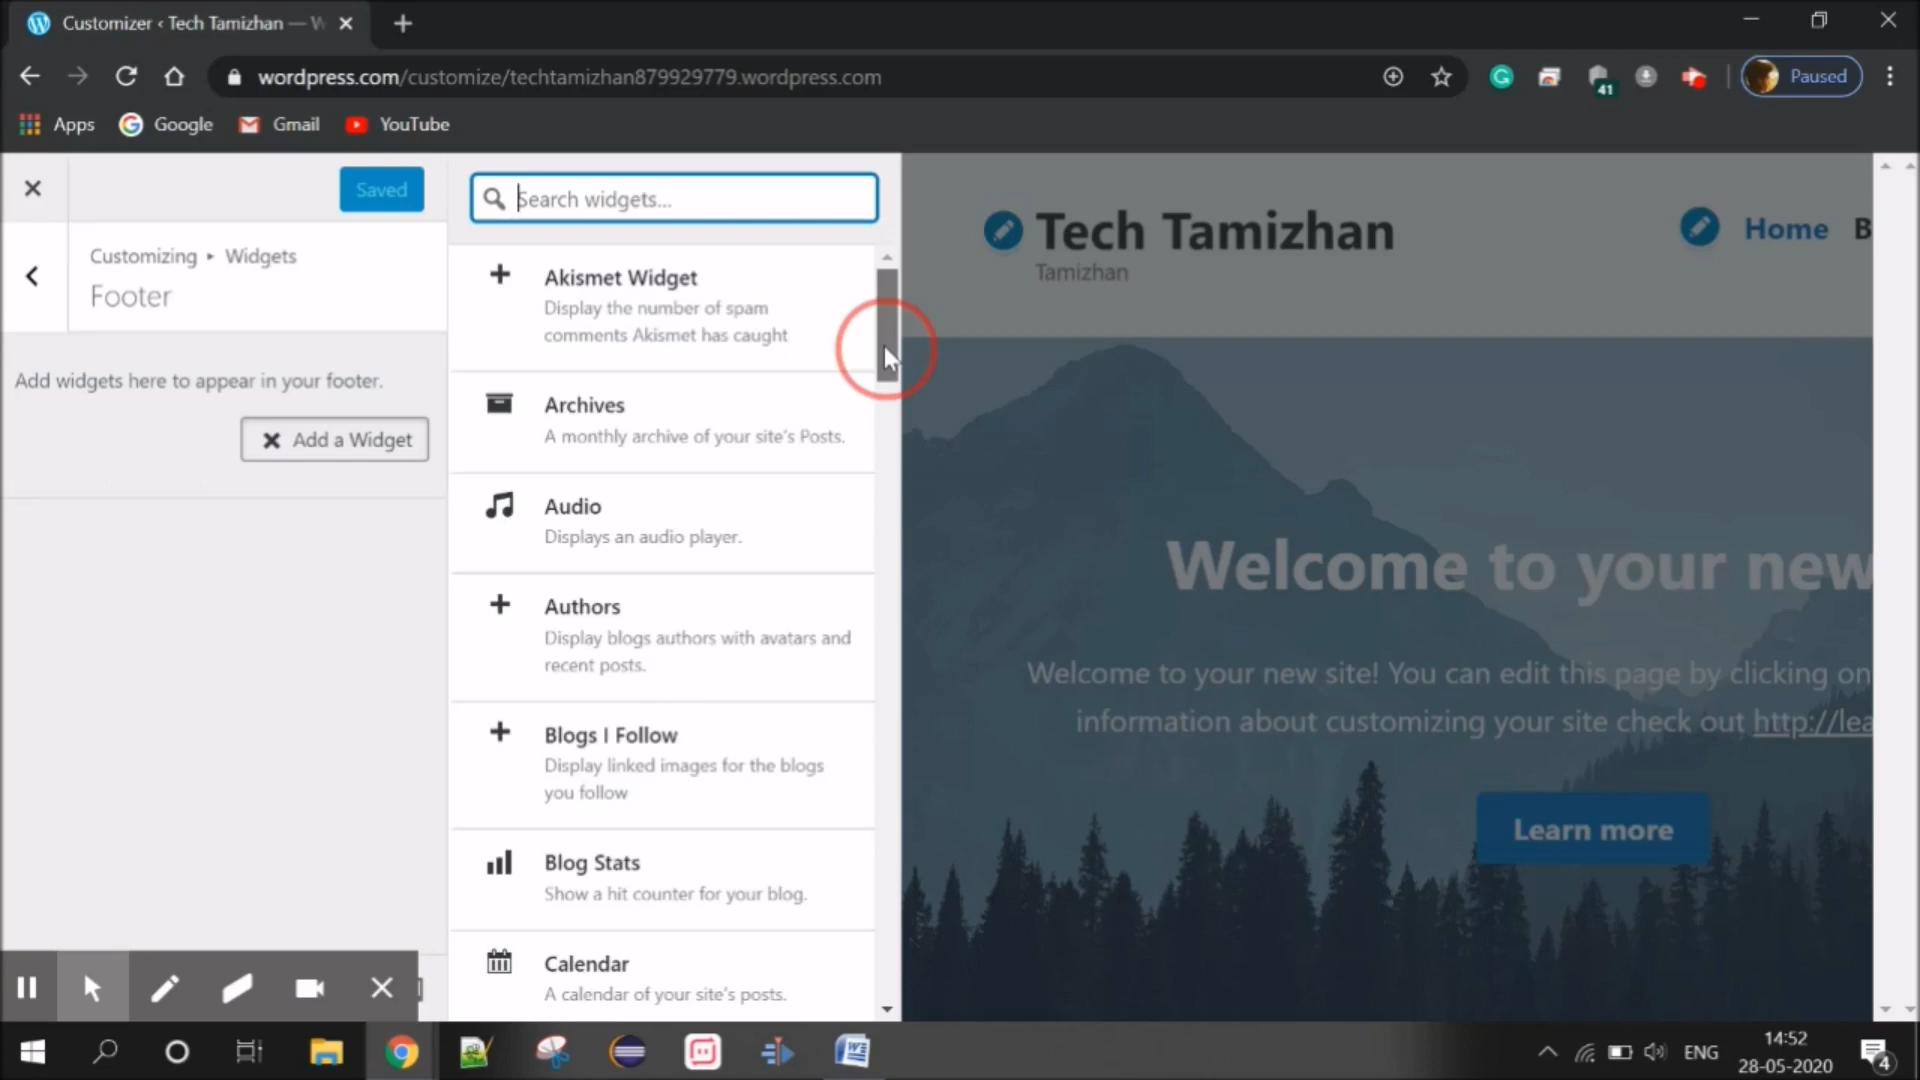 Customizer ‹ Tech Tamizhan — W
wordpress.com/customize/techtamizhan879929779.wordpress.com
41
Paused
Apps
Google
Gmail
YouTube
Saved
Search widgets...
Customizing ▸ Widgets
Footer
Add widgets here to appear in your footer.
Add a Widget
Akismet Widget
Display the number of spam
comments Akismet has caught
Archives
A monthly archive of your site's Posts.
Audio
Displays an audio player.
Authors
Display blogs authors with avatars and
recent posts.
Blogs I Follow
Display linked images for the blogs
you follow
Blog Stats
Show a hit counter for your blog.
Calendar
A calendar of your site's posts.
Tech Tamizhan
Tamizhan
Home B
Welcome to your new
Welcome to your new site! You can edit this page by clicking on
information about customizing your site check out http://lea
Learn more
ENG
14:52
28-05-2020
4